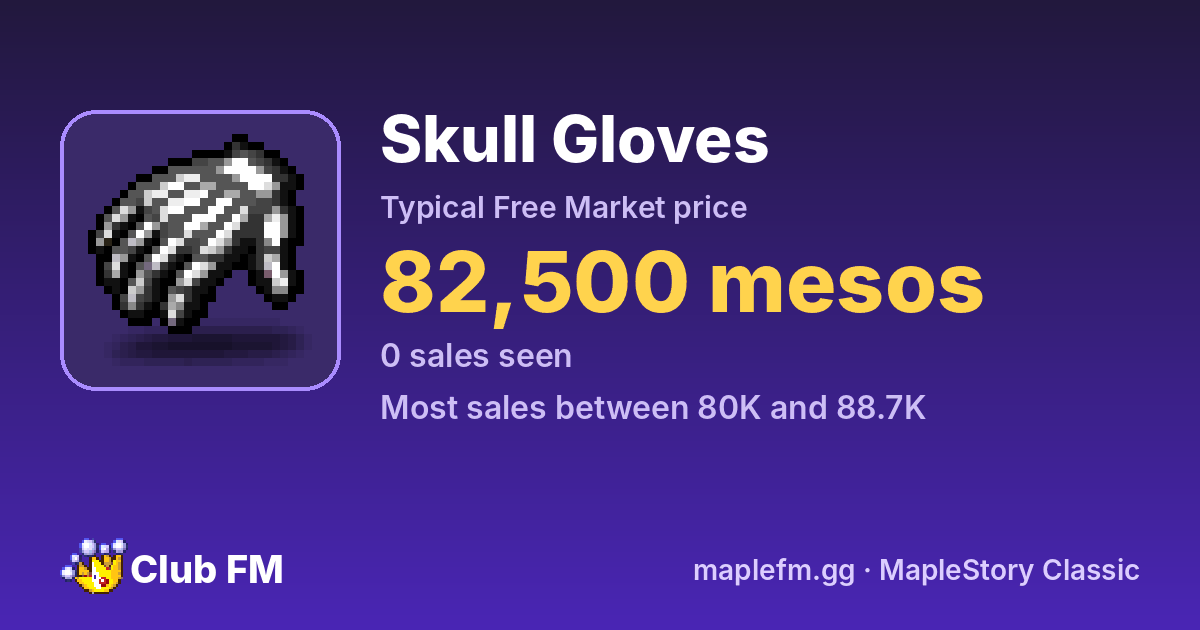 Skull Gloves
Typical Free Market price
82,500 mesos
0 sales seen
Most sales between 80K and 88.7K
Club FM
maplefm.gg · MapleStory Classic